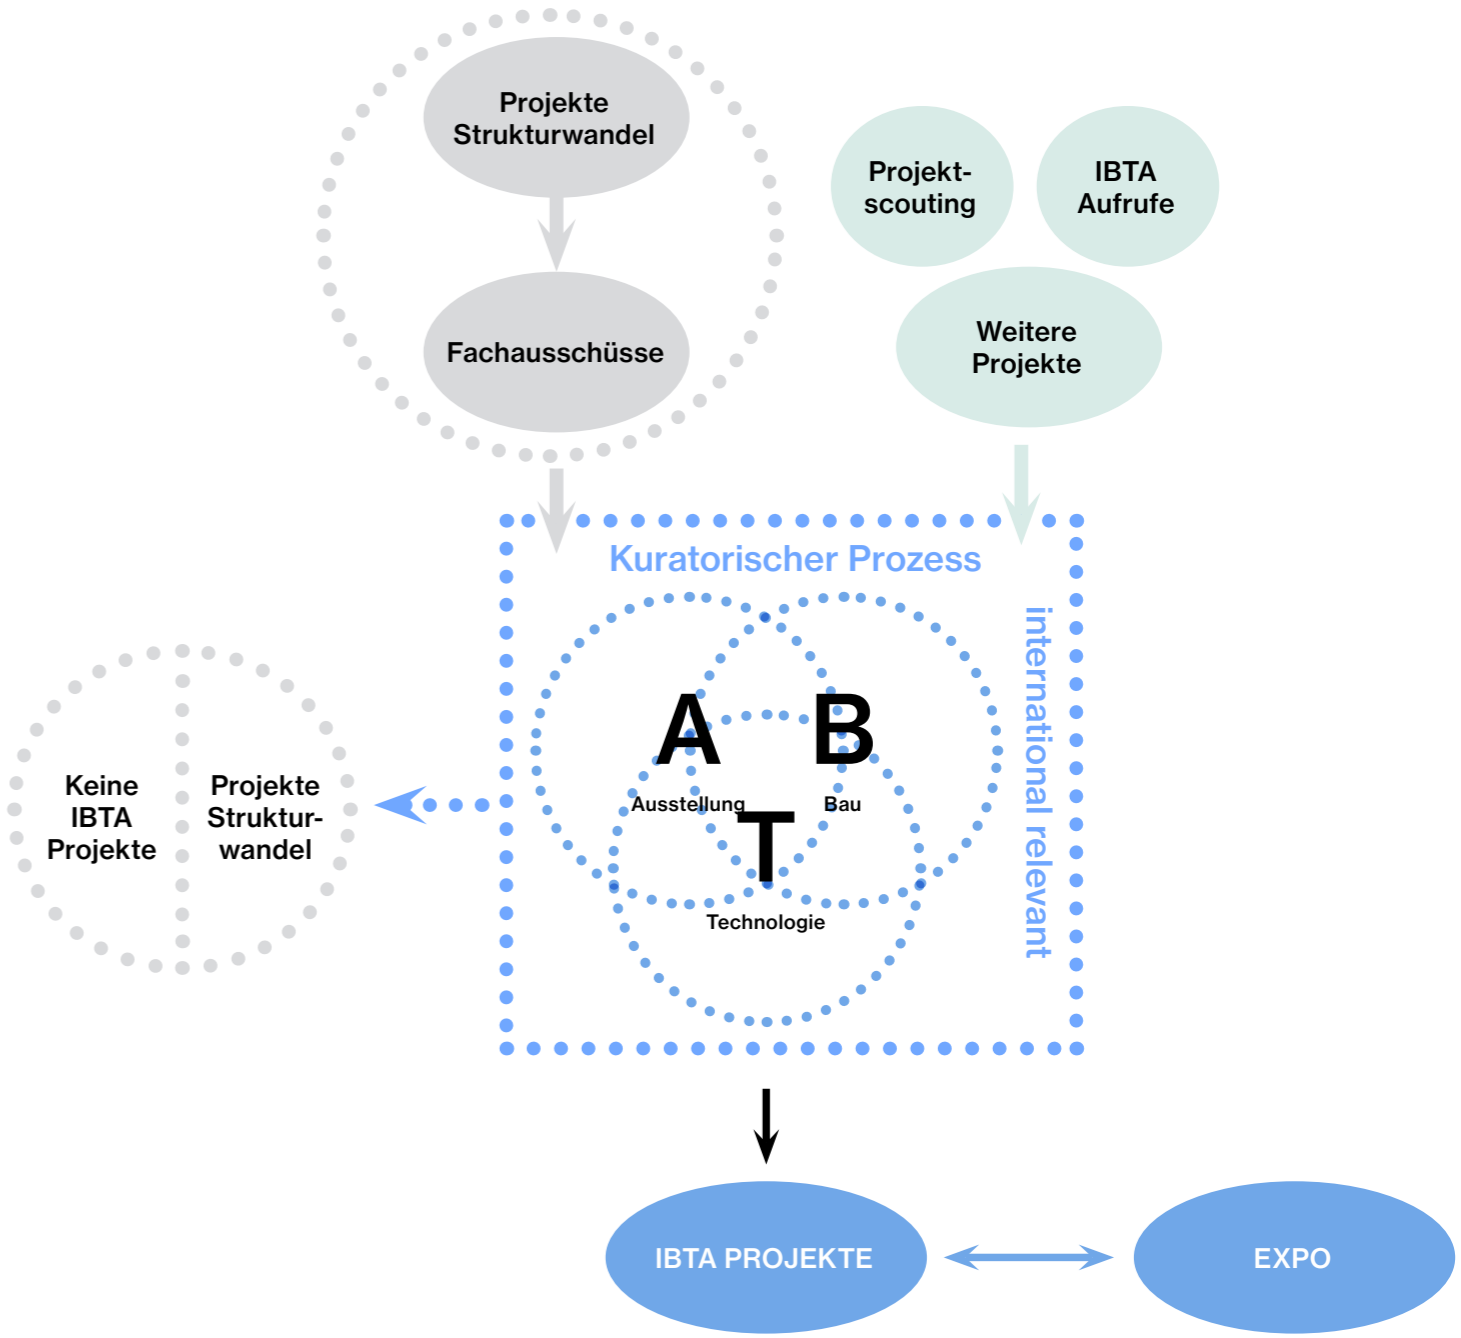 Projekte
Strukturwandel
Fachausschüsse
Projekt-
scouting
IBTA
Aufrufe
Weitere
Projekte
Kuratorischer Prozess
international relevant
A
B
Ausstellung
Bau
T
Technologie
Keine
IBTA
Projekte
Projekte
Struktur-
wandel
IBTA PROJEKTE
EXPO